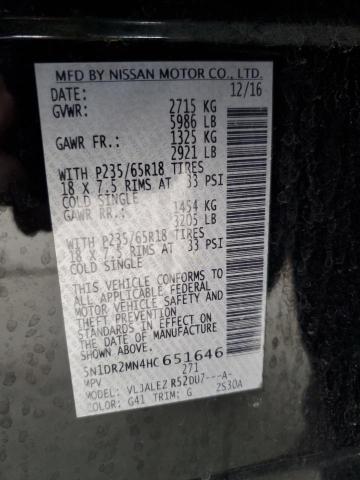 MFD BY NISSAN MOTOR CO., LTD.
DATE: 12/16
GVWR: 2715 KG
5986 LB
GAWR FR.: 1325 KG
2921 LB
WITH P235/65R18 TIRES
18 X 7.5 RIMS AT 33 PSI
COLD SINGLE
GAWR RR.: 1454 KG
3205 LB
WITH P235/65R18 TIRES
18 X 7.5 RIMS AT 33 PSI
COLD SINGLE
THIS VEHICLE CONFORMS TO
ALL APPLICABLE FEDERAL
MOTOR VEHICLE SAFETY AND
STANDARDS IN EFFECT ON
THE DATE OF MANUFACTURE
SHOWN ABOVE.
5N1DR2MN4HC651646
MPV 271
MODEL: VLJALEZ R52DU7---A-
COLOR: G41 TRIM: G ZS30A